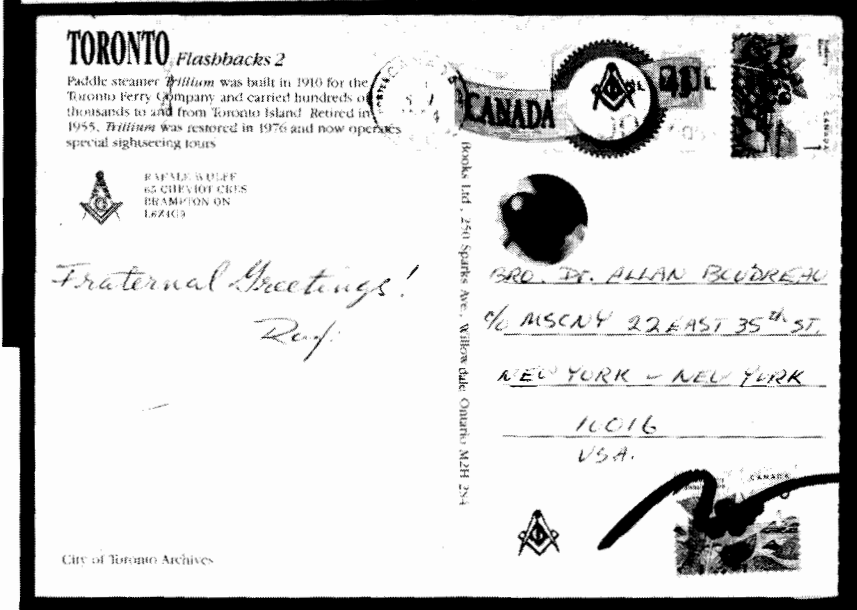 TORONTO Flashbacks 2
Paddle steamer Trillium was built in 1910 for the
Toronto Ferry Company and carried hundreds of
thousands to and from Toronto Island. Retired in
1955, Trillium was restored in 1976 and now operates
special sightseeing tours
RAFALE WULFF
65 CHEVIOT CRES
BRAMPTON ON
Fraternal Greetings!
City of Toronto Archives
Books Ltd., 250 Sparks Ave., Willowdale, Ontario M2H 2S4
CANADA
CANADA
BRO. Dr. ALLAN BOUDREAU
c/o MSCNY 22 EAST 35th ST.
NEW YORK - NEW YORK
10016
USA.
CANADA